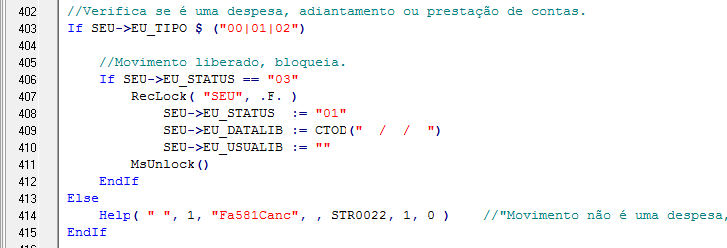 402 //Verifica se é uma despesa, adiantamento ou prestação de contas.
403 If SEU->EU_TIPO $ ("00|01|02")
404
405 //Movimento liberado, bloqueia.
406 If SEU->EU_STATUS == "03"
407 RecLock( "SEU", .F. )
408 SEU->EU_STATUS := "01"
409 SEU->EU_DATALIB := CTOD(" / / ")
410 SEU->EU_USUALIB := ""
411 MsUnlock()
412 EndIf
413 Else
414 Help( " ", 1, "Fa581Canc", , STR0022, 1, 0 ) //"Movimento não é uma despesa,
415 EndIf